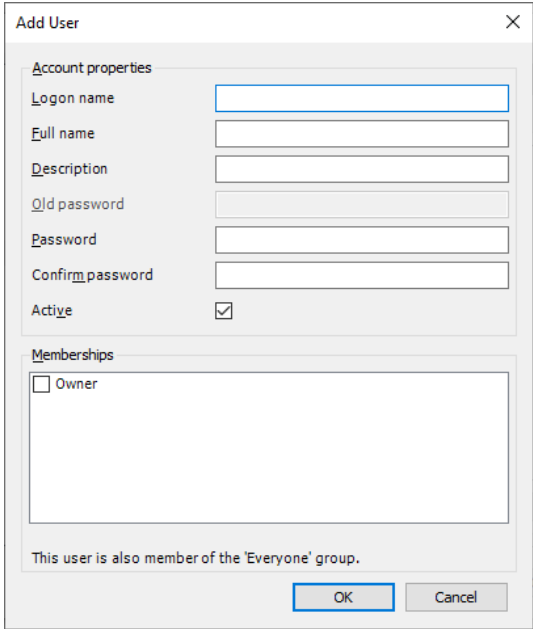 Add User
Account properties
Logon name
Full name
Description
Old password
Password
Confirm password
Active
Memberships
Owner
This user is also member of the 'Everyone' group.
OK Cancel